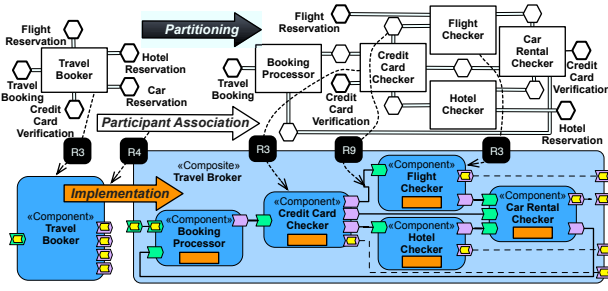 Flight
Reservation
Travel
Booker
Hotel
Reservation
Travel
Booking
Car
Reservation
Credit
Card
Verification
Partitioning
Participant Association
Implementation
Flight
Reservation
Booking
Processor
Travel
Booking
Credit
Card
Checker
Credit
Card
Verification
Flight
Checker
Hotel
Checker
Car
Rental
Checker
Credit
Card
Verification
Hotel
Reservation
R3
R4
R3
R9
R3
«Component»
Travel
Booker
«Composite»
Travel Broker
«Component»
Booking
Processor
«Component»
Credit Card
Checker
«Component»
Flight
Checker
«Component»
Hotel
Checker
«Component»
Car Rental
Checker